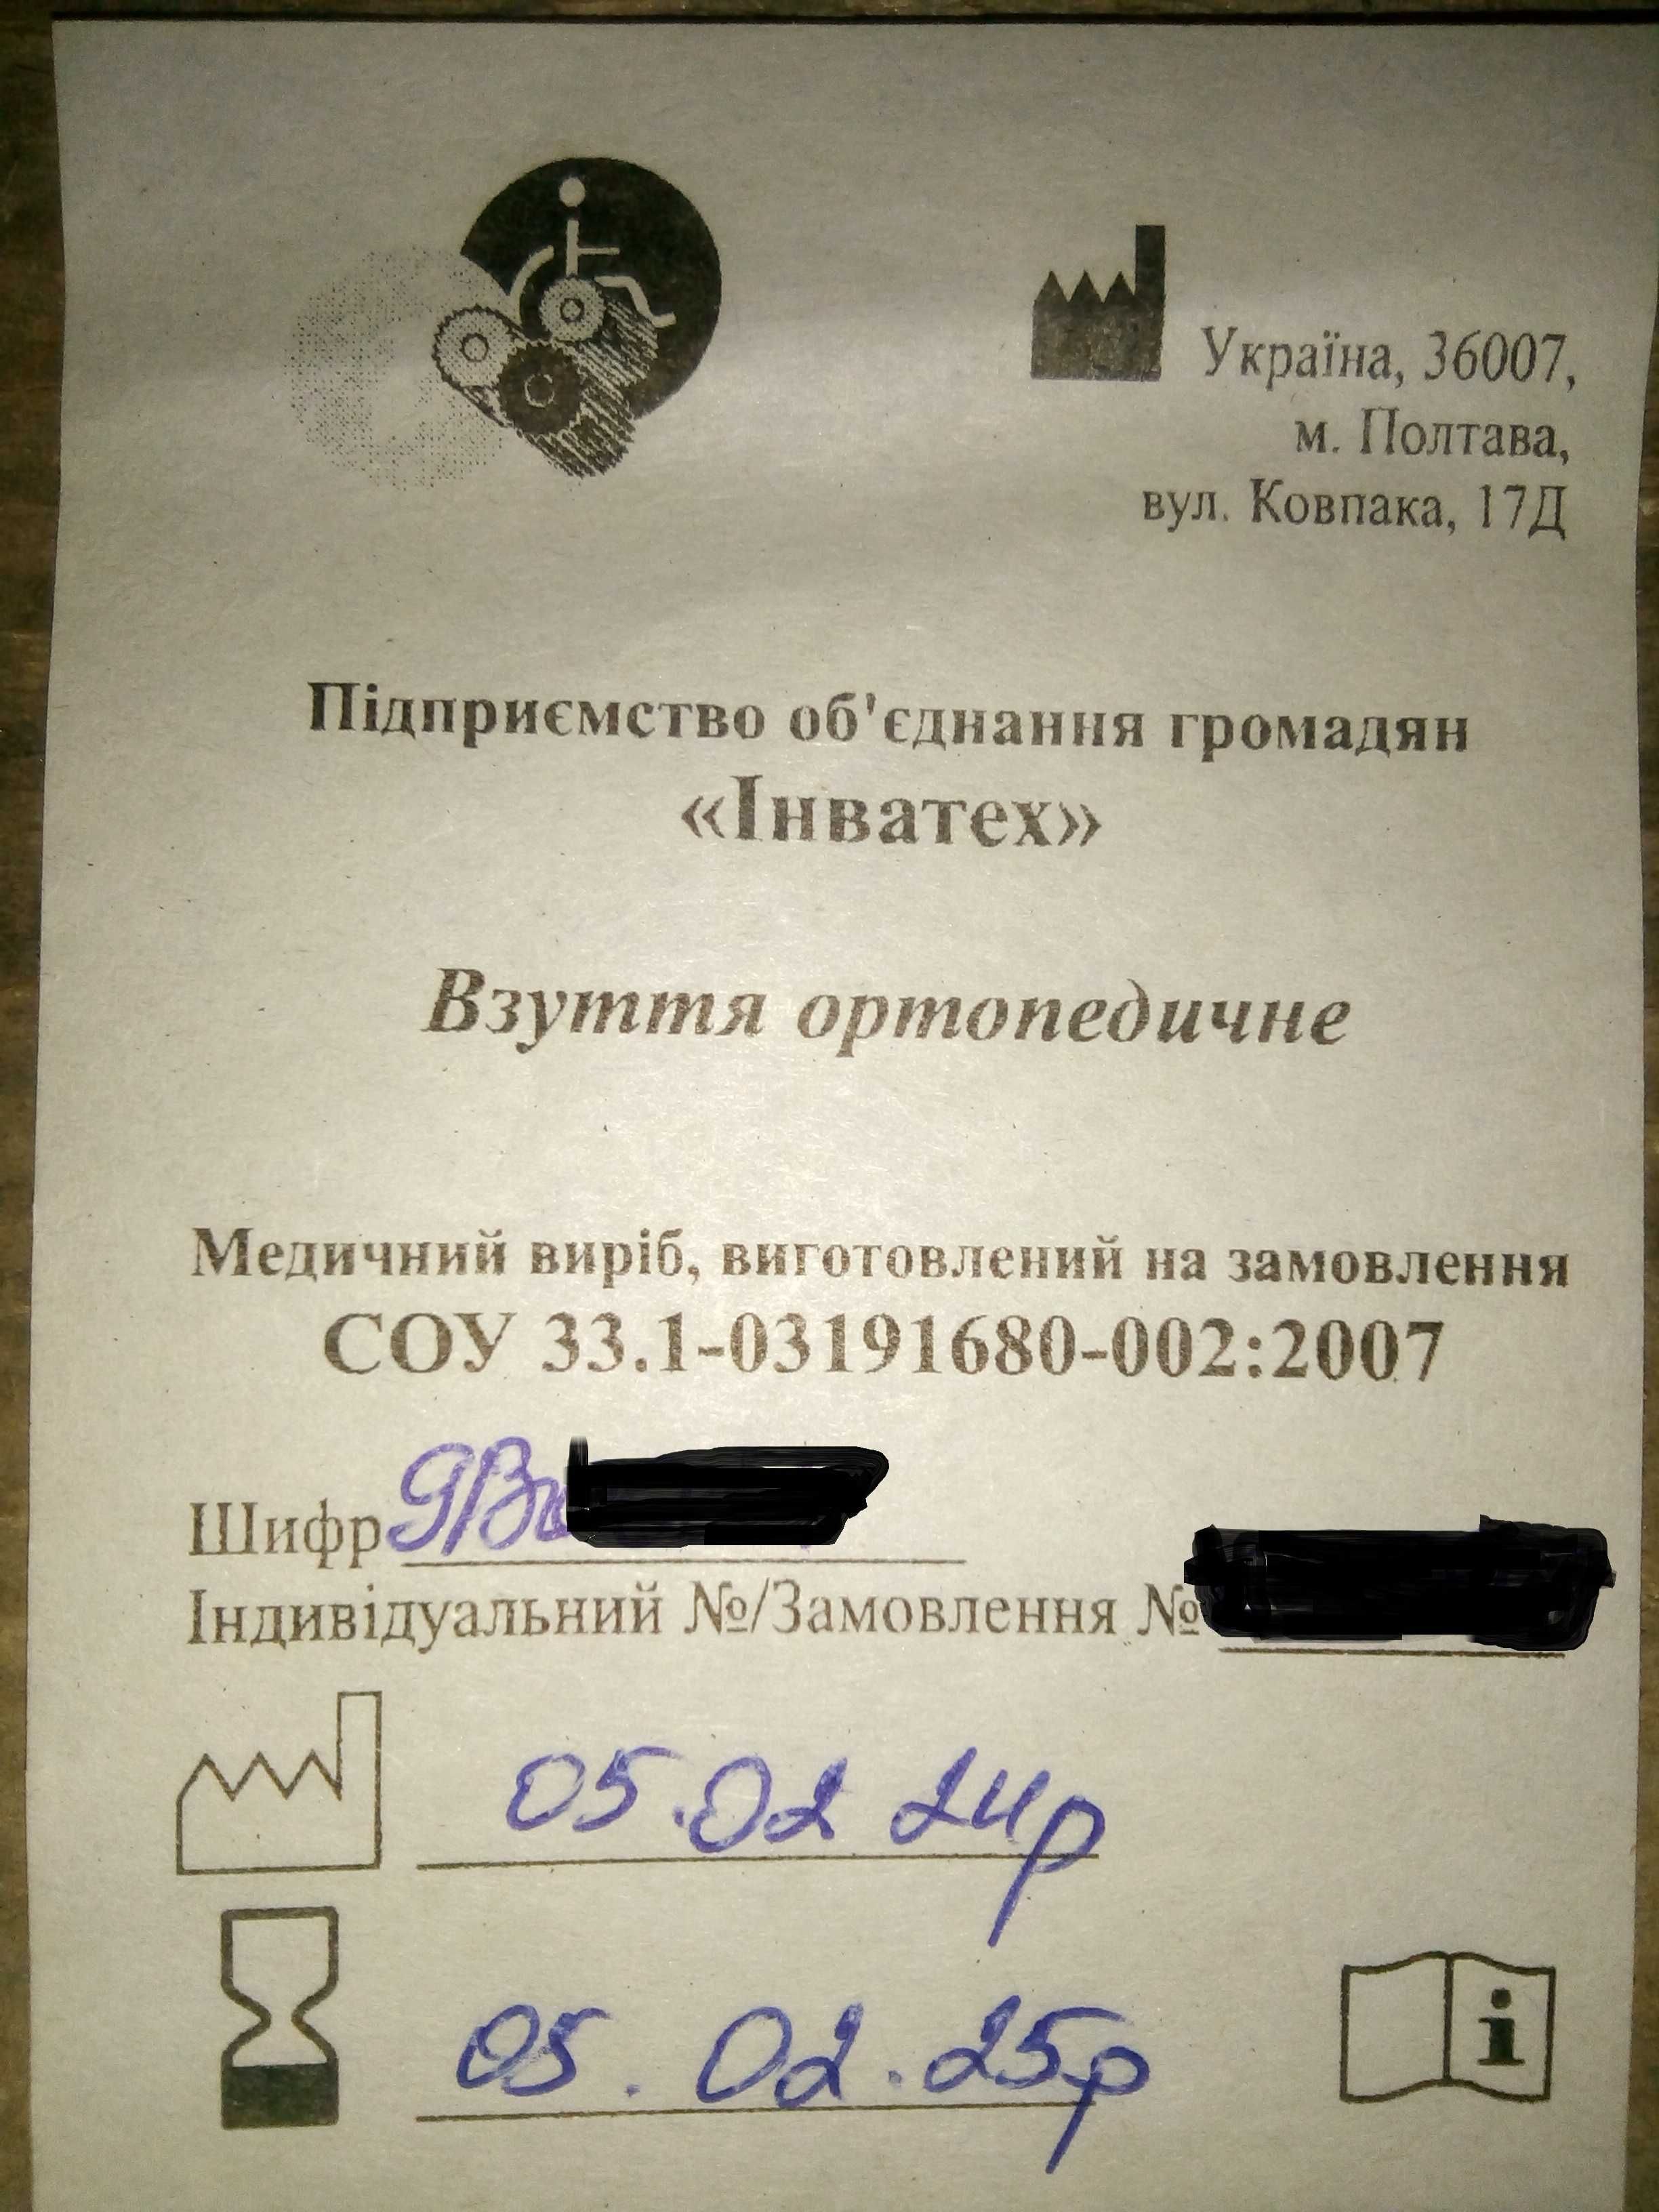 Україна, 36007,
м. Полтава,
вул. Ковпака, 17Д
Підприємство об'єднання громадян
«Інватех»
Взуття ортопедичне
Медичний виріб, виготовлений на замовлення
СОУ 33.1-03191680-002:2007
Шифр
Індивідуальний №/Замовлення №
05.02 24р
05.02.25р
i